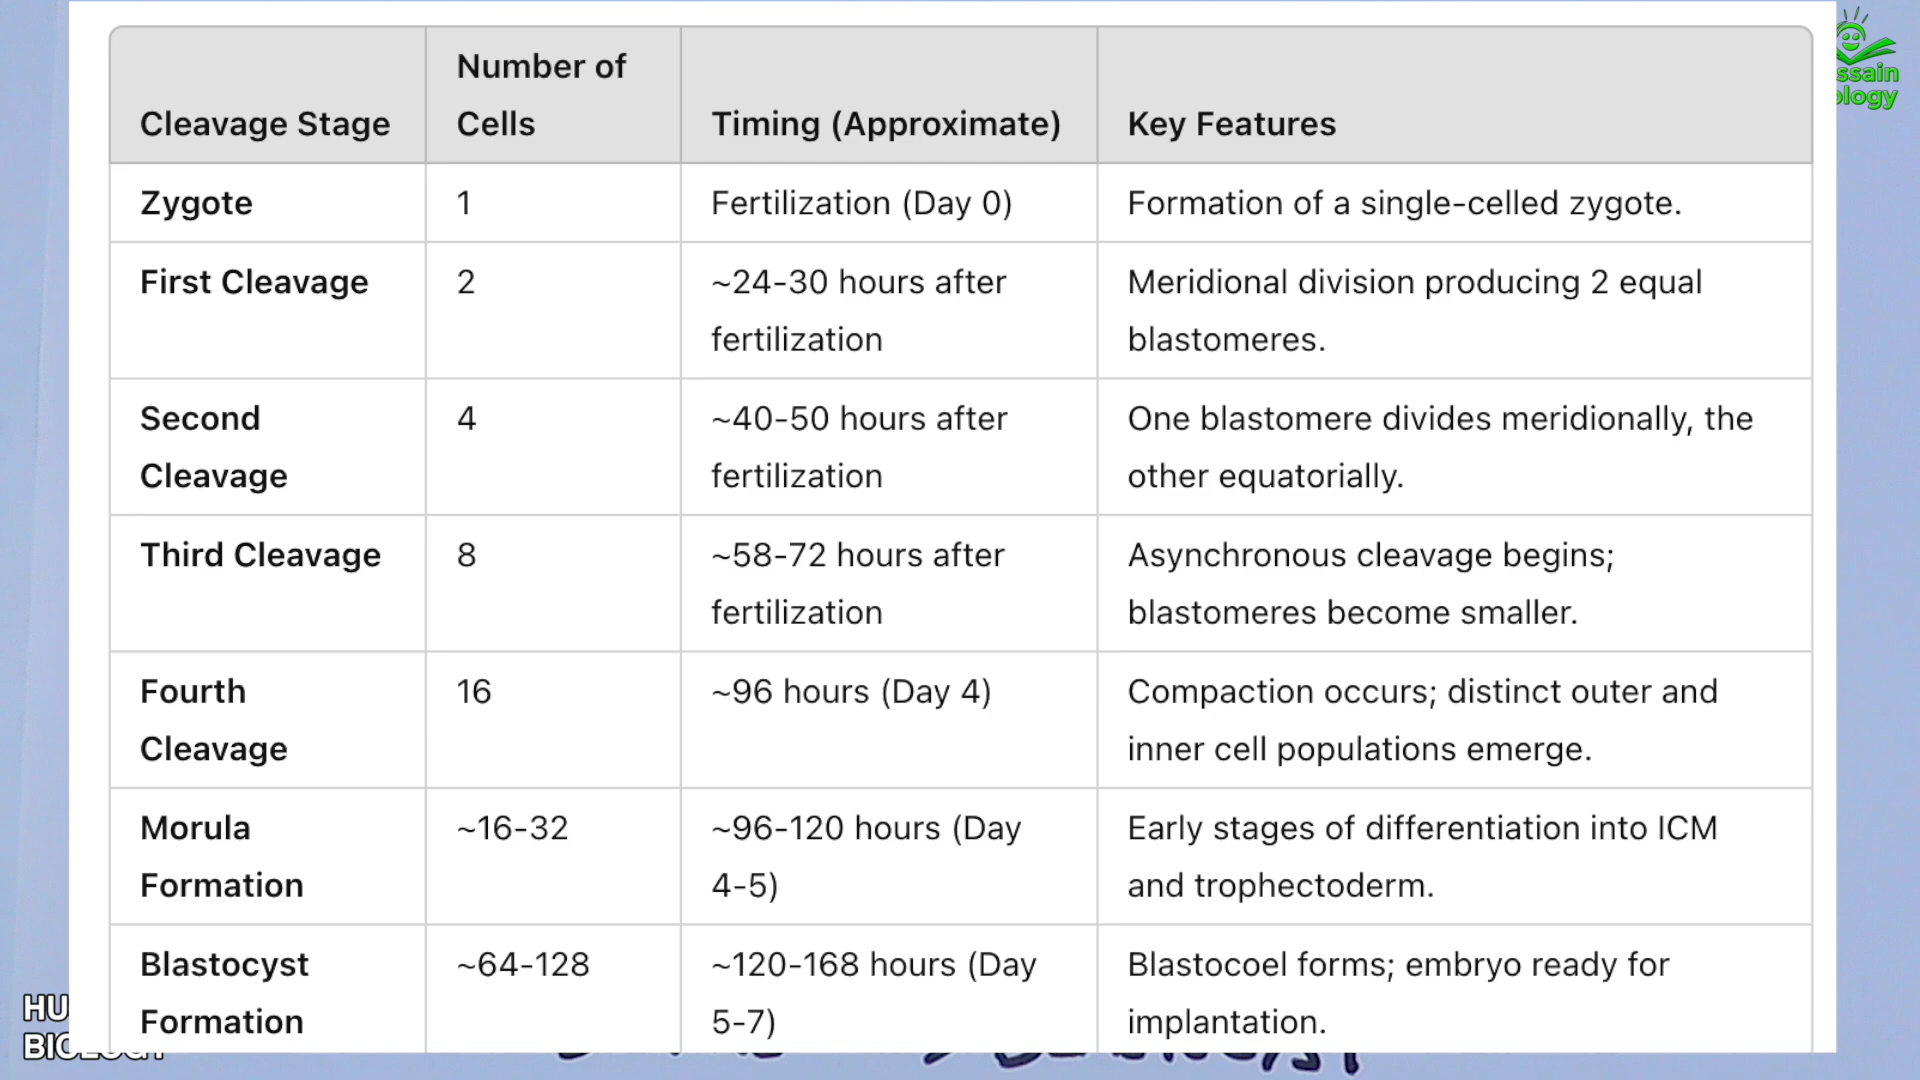 Number of
Cleavage Stage Cells Timing (Approximate) Key Features
Zygote 1 Fertilization (Day 0) Formation of a single-celled zygote.
First Cleavage 2 ~24-30 hours after Meridional division producing 2 equal
fertilization blastomeres.
Second 4 ~40-50 hours after One blastomere divides meridionally, the
Cleavage fertilization other equatorially.
Third Cleavage 8 ~58-72 hours after Asynchronous cleavage begins;
fertilization blastomeres become smaller.
Fourth 16 ~96 hours (Day 4) Compaction occurs; distinct outer and
Cleavage inner cell populations emerge.
Morula ~16-32 ~96-120 hours (Day Early stages of differentiation into ICM
Formation 4-5) and trophectoderm.
Blastocyst ~64-128 ~120-168 hours (Day Blastocoel forms; embryo ready for
Formation 5-7) implantation.
ssain
ology
HU
BIOLOGY